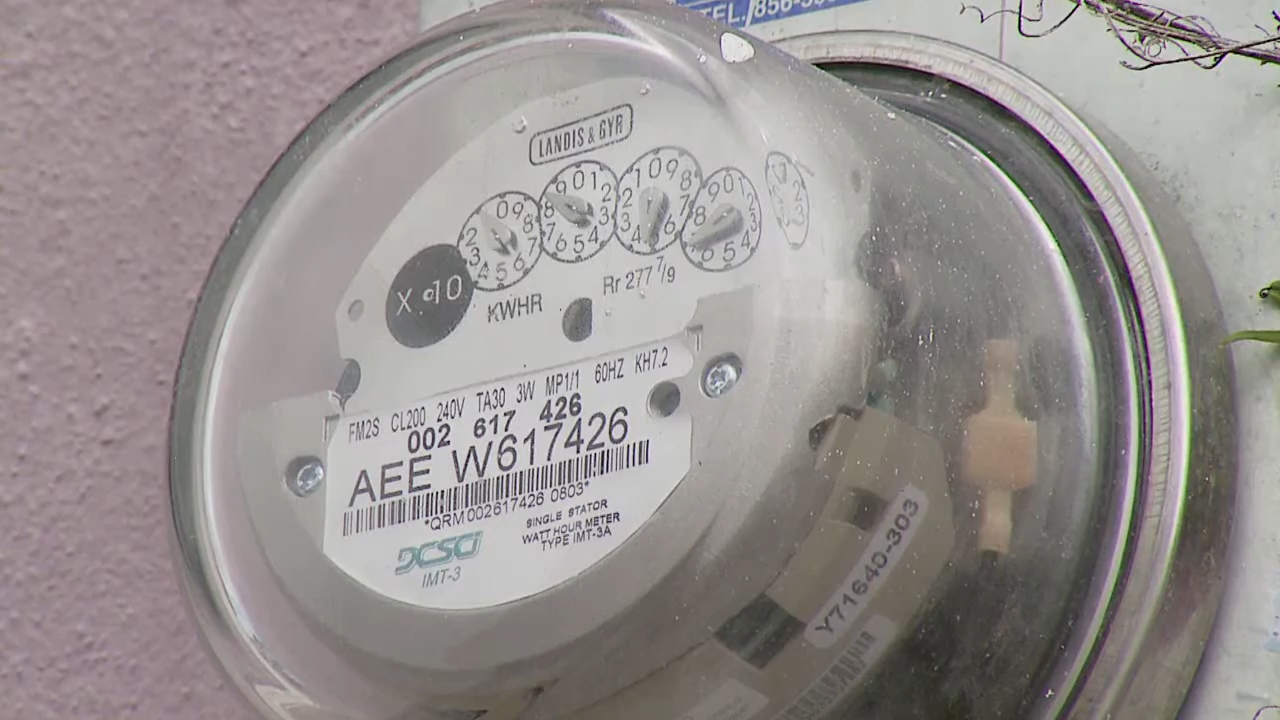 TEL.
LANDIS & GYR
X 10
KWHR
Rr 277 7/9
FM2S CL200 240V TA30 3W MP1/1 60HZ KH7.2
002 617 426
AEE W617426
*QRM002617426 0803*
SINGLE STATOR
WATT HOUR METER
TYPE IMT-3A
DCSCi
IMT-3
Y71640-303